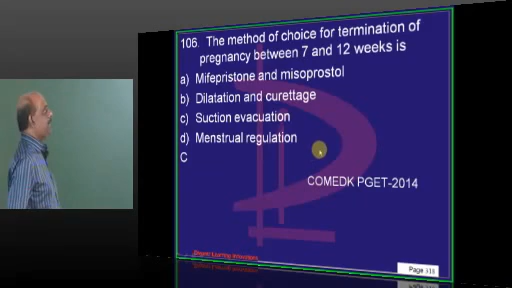 106. The method of choice for termination of
pregnancy between 7 and 12 weeks is
a) Mifepristone and misoprostol
b) Dilatation and curettage
c) Suction evacuation
d) Menstrual regulation
C
COMEDK PGET-2014
Page 315